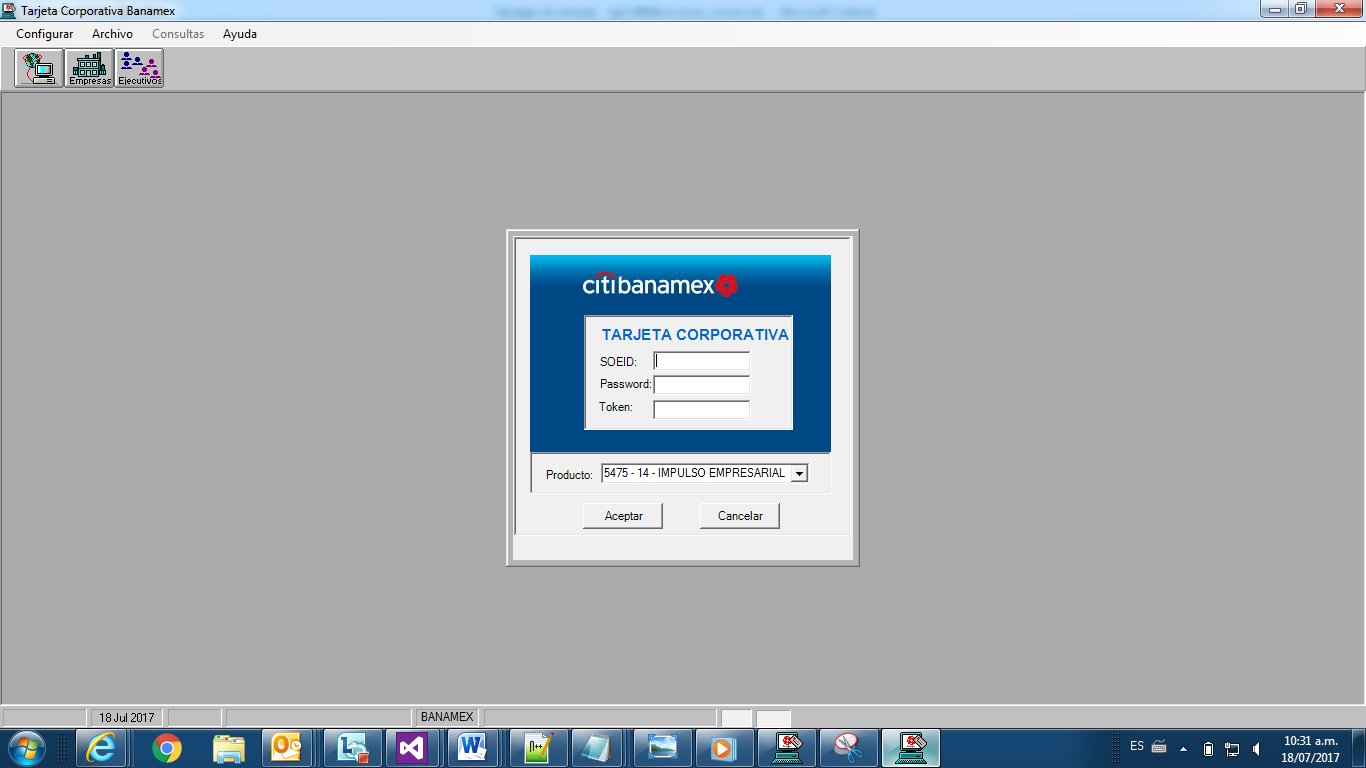 Tarjeta Corporativa Banamex
Configurar Archivo Consultas Ayuda
Empresas Ejecutivos
citibanamex
TARJETA CORPORATIVA
SOEID:
Password:
Token:
Producto: 5475 - 14 - IMPULSO EMPRESARIAL
Aceptar Cancelar
18 Jul 2017 BANAMEX
ES 10:31 a.m.
18/07/2017